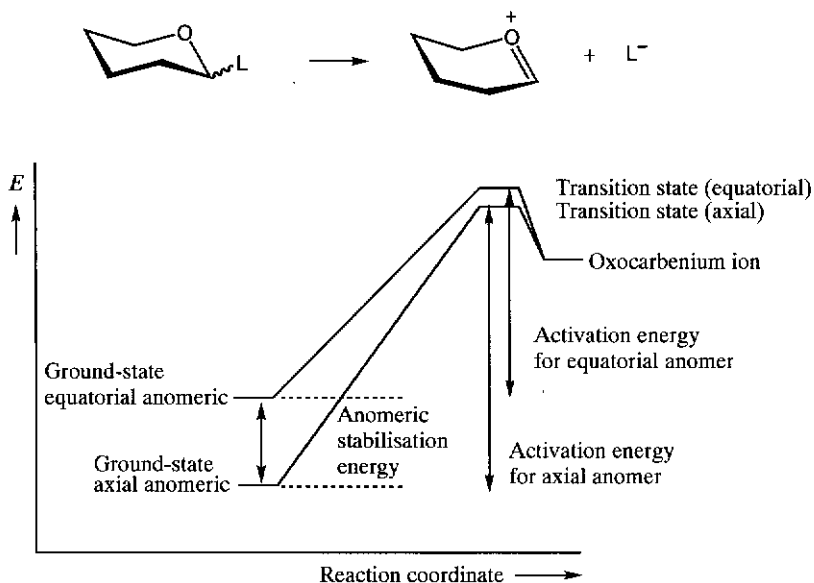 O
L
+
O
+ L⁻
E
Transition state (equatorial)
Transition state (axial)
Oxocarbenium ion
Activation energy
for equatorial anomer
Ground-state
equatorial anomeric
Anomeric
stabilisation
energy
Ground-state
axial anomeric
Activation energy
for axial anomer
Reaction coordinate